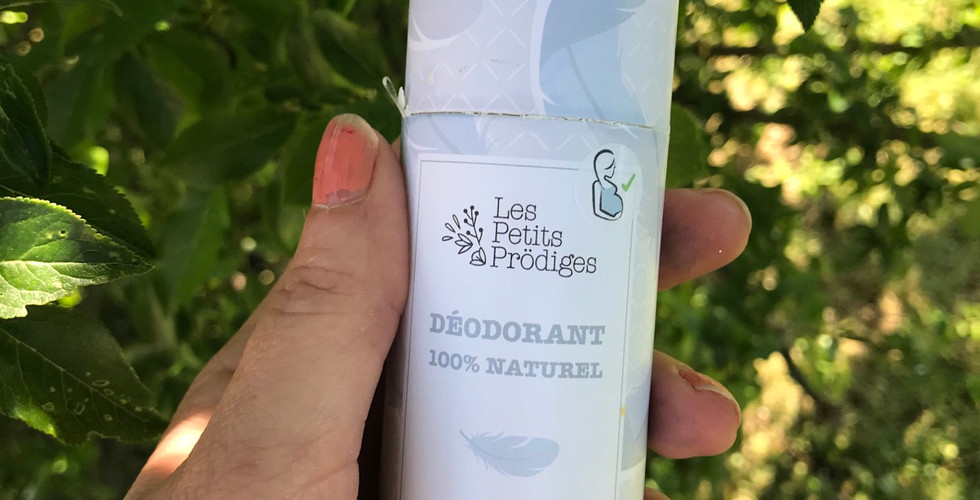 Les
Petits
Prödiges
DÉODORANT
100% NATUREL